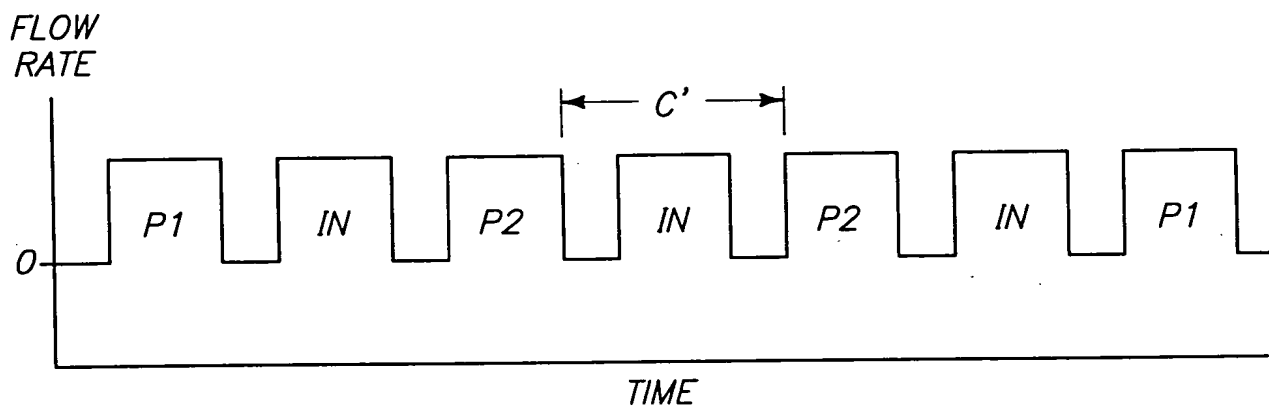 FLOW
RATE
C'
P1 IN P2 IN P2 IN P1
0
TIME